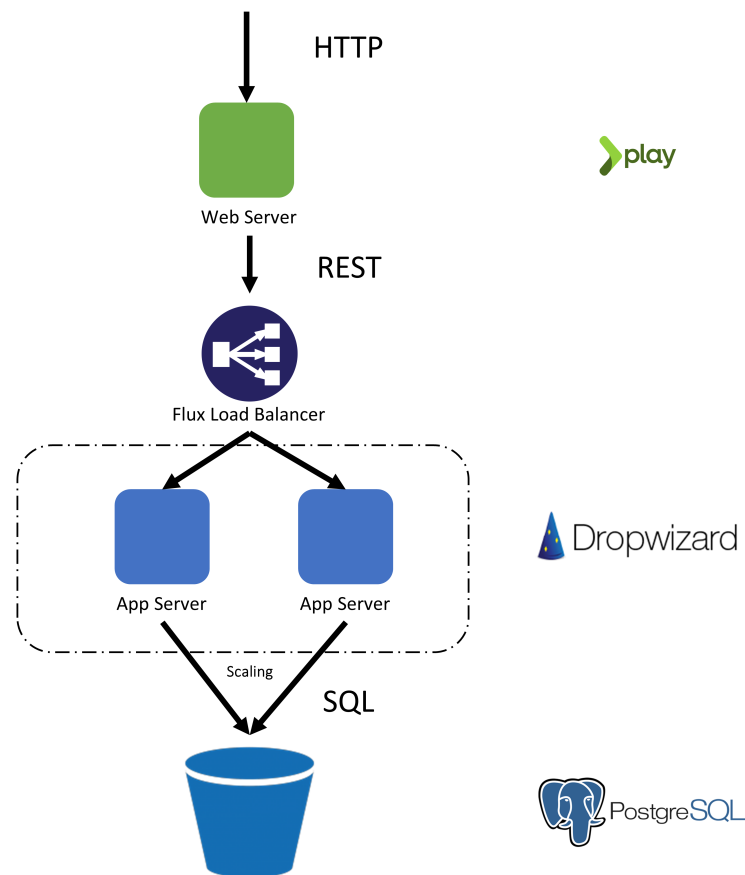 HTTP
play
Web Server
REST
Flux Load Balancer
App Server
App Server
Dropwizard
Scaling
SQL
PostgreSQL